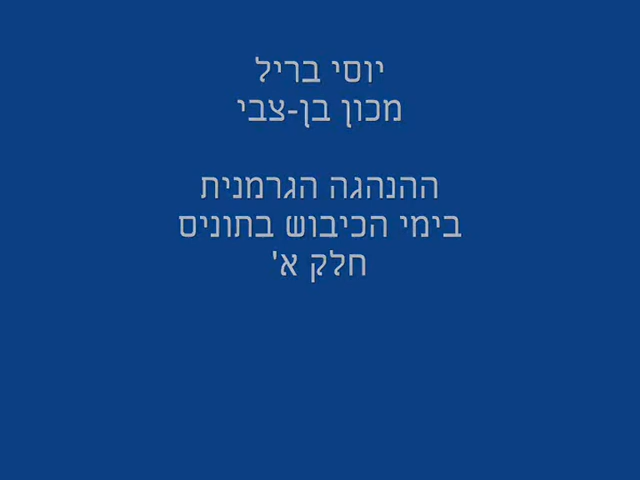 יוסי בריל
מכון בן-צבי
ההנהגה הגרמנית
בימי הכיבוש בתוניס
חלק א'